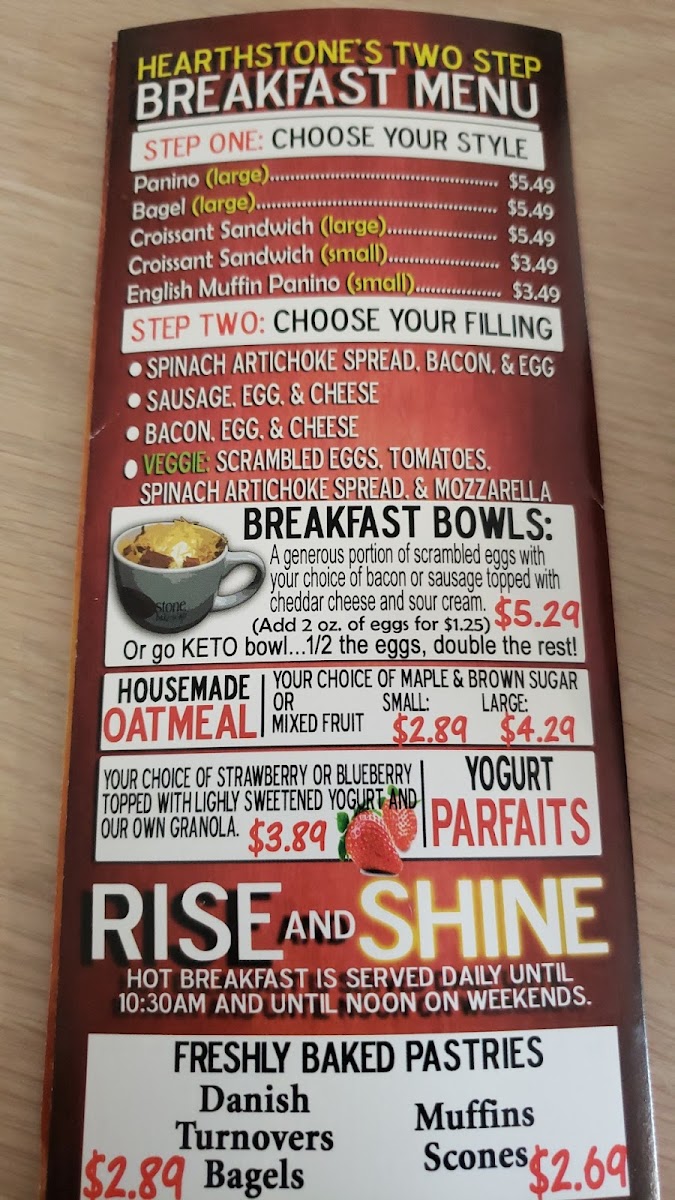 HEARTHSTONE'S TWO STEP
BREAKFAST MENU
STEP ONE: CHOOSE YOUR STYLE
Panino (large)................................................ $5.49
Bagel (large).................................................. $5.49
Croissant Sandwich (large)....................... $5.49
Croissant Sandwich (small)....................... $3.49
English Muffin Panino (small)................. $3.49
STEP TWO: CHOOSE YOUR FILLING
• SPINACH ARTICHOKE SPREAD, BACON, & EGG
• SAUSAGE, EGG, & CHEESE
• BACON, EGG, & CHEESE
• VEGGIE: SCRAMBLED EGGS, TOMATOES,
SPINACH ARTICHOKE SPREAD, & MOZZARELLA
BREAKFAST BOWLS:
A generous portion of scrambled eggs with
your choice of bacon or sausage topped with
cheddar cheese and sour cream. $5.29
(Add 2 oz. of eggs for $1.25)
Or go KETO bowl...1/2 the eggs, double the rest!
stone
HOUSEMADE
OATMEAL
YOUR CHOICE OF MAPLE & BROWN SUGAR
OR
MIXED FRUIT
SMALL: LARGE:
$2.89 $4.29
YOUR CHOICE OF STRAWBERRY OR BLUEBERRY
TOPPED WITH LIGHLY SWEETENED YOGURT AND
OUR OWN GRANOLA. $3.89
YOGURT
PARFAITS
RISE AND SHINE
HOT BREAKFAST IS SERVED DAILY UNTIL
10:30AM AND UNTIL NOON ON WEEKENDS.
FRESHLY BAKED PASTRIES
Danish
Turnovers
$2.89 Bagels
Muffins
Scones $2.69